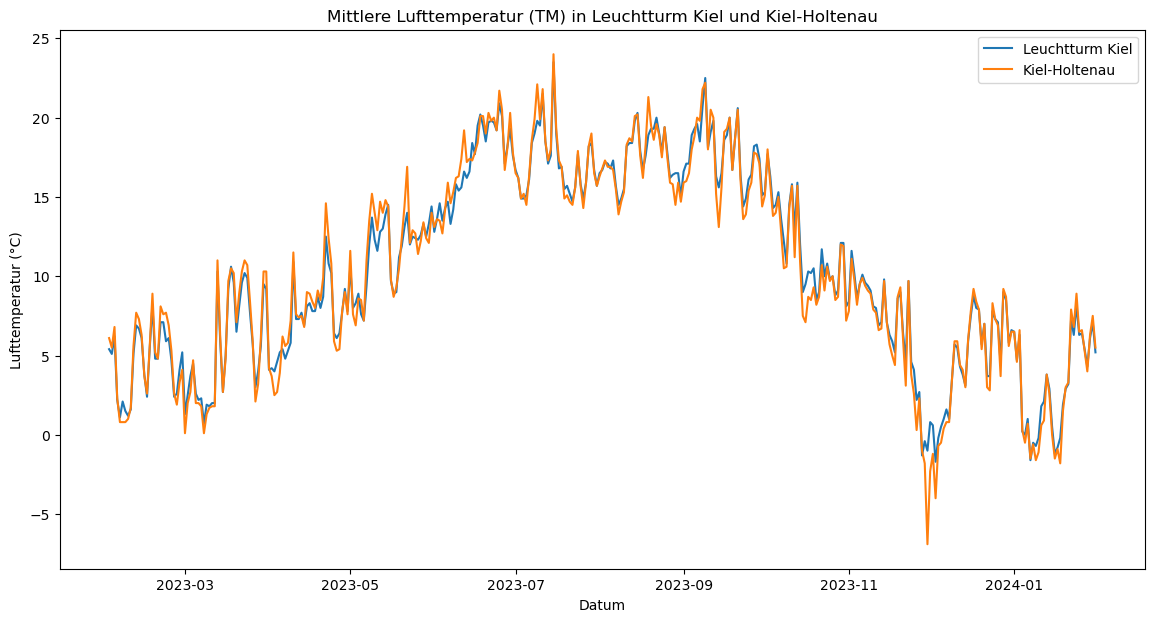 Mittlere Lufttemperatur (TM) in Leuchtturm Kiel und Kiel-Holtenau
Leuchtturm Kiel
Kiel-Holtenau
Lufttemperatur (°C)
25
20
15
10
5
0
−5
2023-03
2023-05
2023-07
2023-09
2023-11
2024-01
Datum